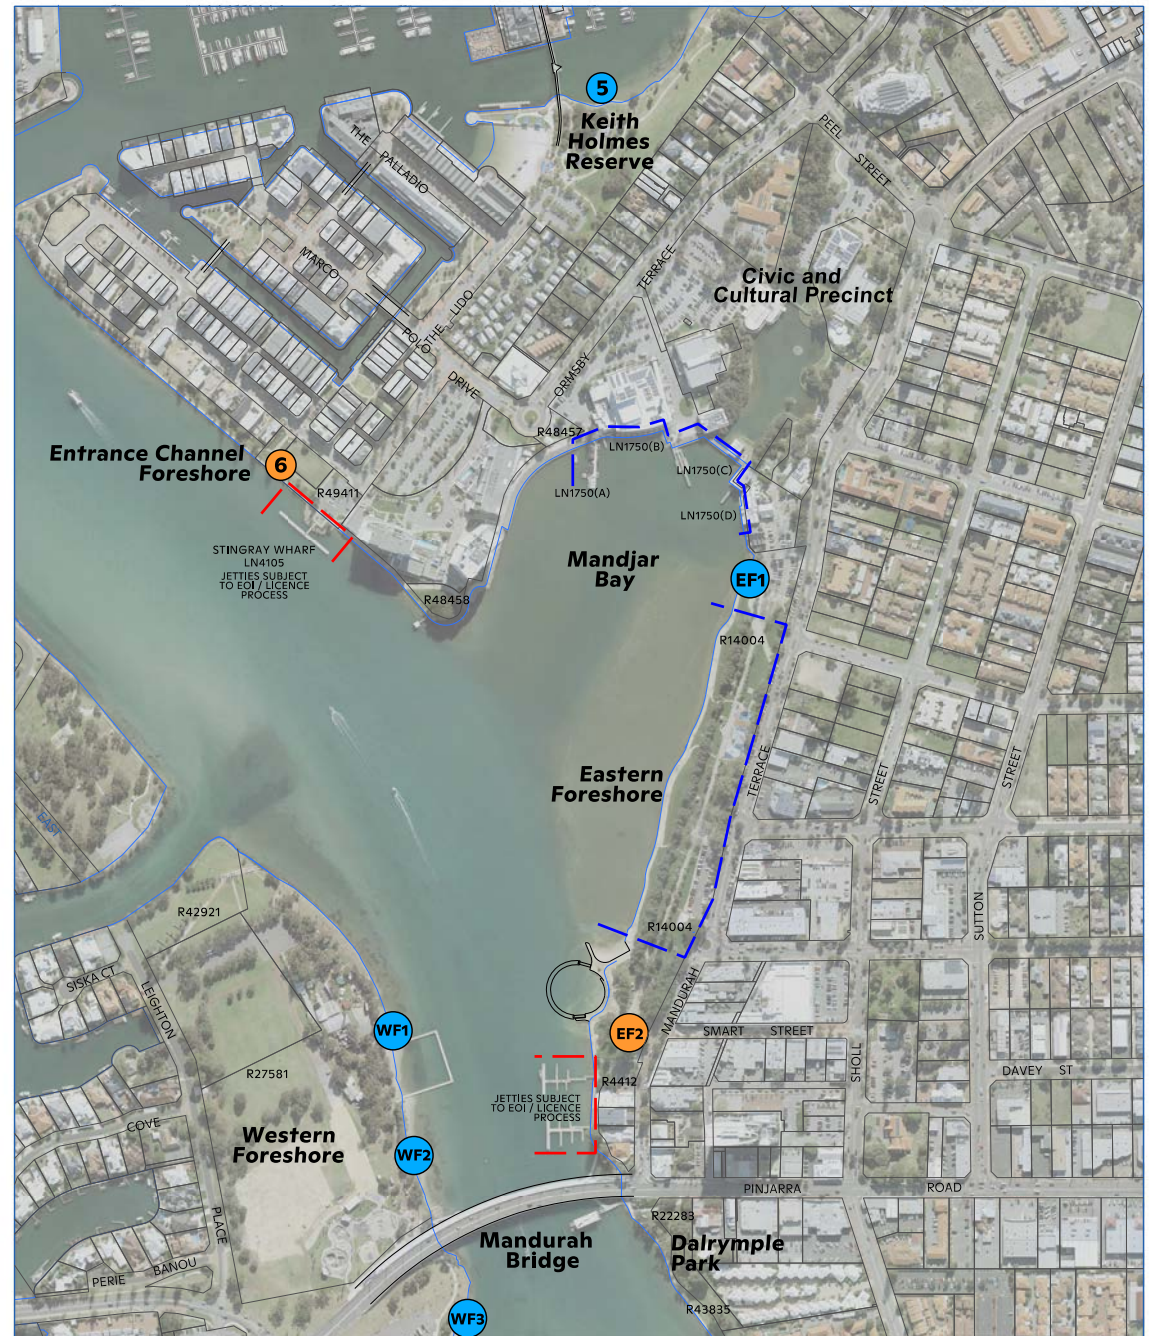 5
Keith
Holmes
Reserve
PEEL
STREET
THE
PALLADIO
MARCO
POLO
THE LIDO
DRIVE
TERRACE
ORMSBY
Civic and
Cultural Precinct
R48457
LN1750(B)
LN1750(C)
LN1750(A)
LN1750(D)
Entrance Channel
Foreshore
6
R49411
STINGRAY WHARF
LN4105
JETTIES SUBJECT
TO EOI / LICENCE
PROCESS
R48458
Mandjar
Bay
EF1
R14004
Eastern
Foreshore
TERRACE
STREET
STREET
EAST
R42921
R14004
SUTTON
SISKA CT
LEIGHTON
MANDURAH
WF1
EF2
SMART STREET
SHOLL
DAVEY ST
R27581
R4412
JETTIES SUBJECT
TO EOI / LICENCE
PROCESS
COVE
Western
Foreshore
WF2
PLACE
PINJARRA
ROAD
R22283
Mandurah
Bridge
Dalrymple
Park
PERIE BANOU
WF3
R43835